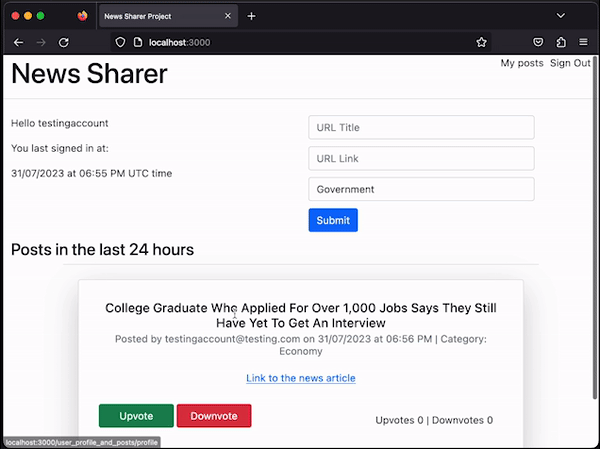 News Sharer Project
localhost:3000
News Sharer
My posts Sign Out
Hello testingaccount
You last signed in at:
31/07/2023 at 06:55 PM UTC time
URL Title
URL Link
Government
Submit
Posts in the last 24 hours
College Graduate Who Applied For Over 1,000 Jobs Says They Still
Have Yet To Get An Interview
Posted by testingaccount@testing.com on 31/07/2023 at 06:56 PM | Category:
Economy
Link to the news article
Upvote Downvote
Upvotes 0 | Downvotes 0
localhost:3000/user_profile_and_posts/profile